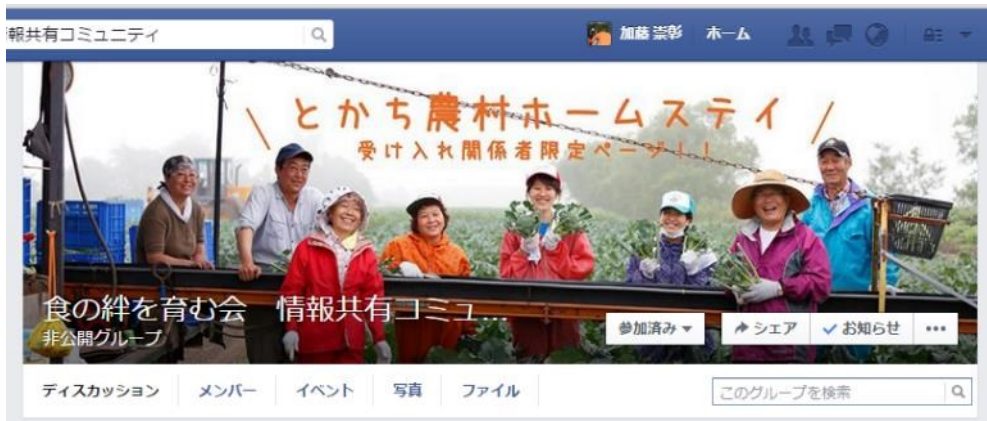 報共有コミュニティ
加藤 崇彰 ホーム
とかち農村ホームステイ
受け入れ関係者限定ページ！！
食の絆を育む会 情報共有コミュ...
非公開グループ
参加済み シェア お知らせ
ディスカッション メンバー イベント 写真 ファイル
このグループを検索